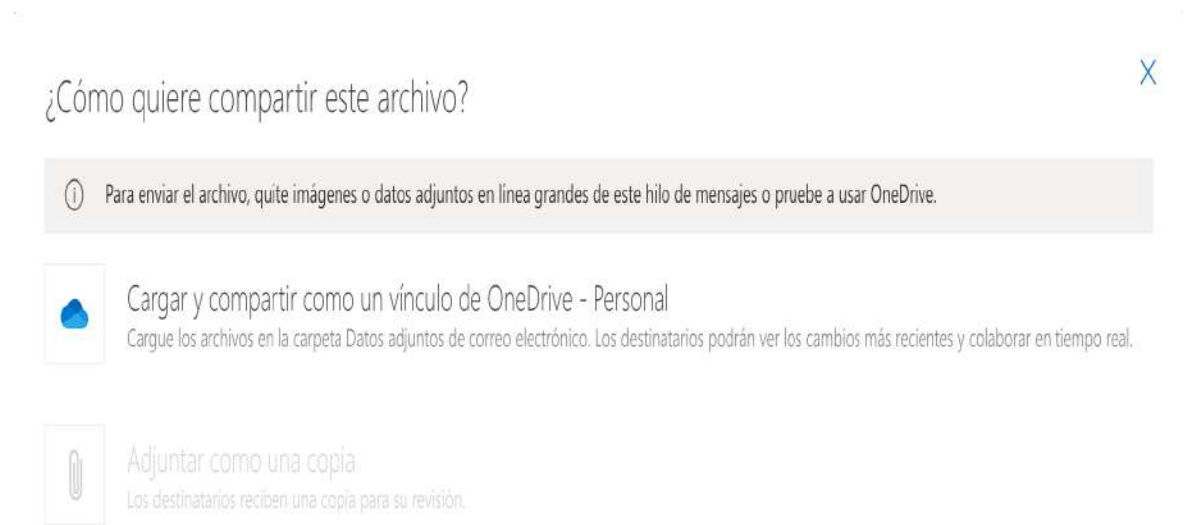 ¿Cómo quiere compartir este archivo?
X
Para enviar el archivo, quite imágenes o datos adjuntos en línea grandes de este hilo de mensajes o pruebe a usar OneDrive.
Cargar y compartir como un vínculo de OneDrive - Personal
Cargue los archivos en la carpeta Datos adjuntos de correo electrónico. Los destinatarios podrán ver los cambios más recientes y colaborar en tiempo real.
Adjuntar como una copia
Los destinatarios reciben una copia para su revisión.